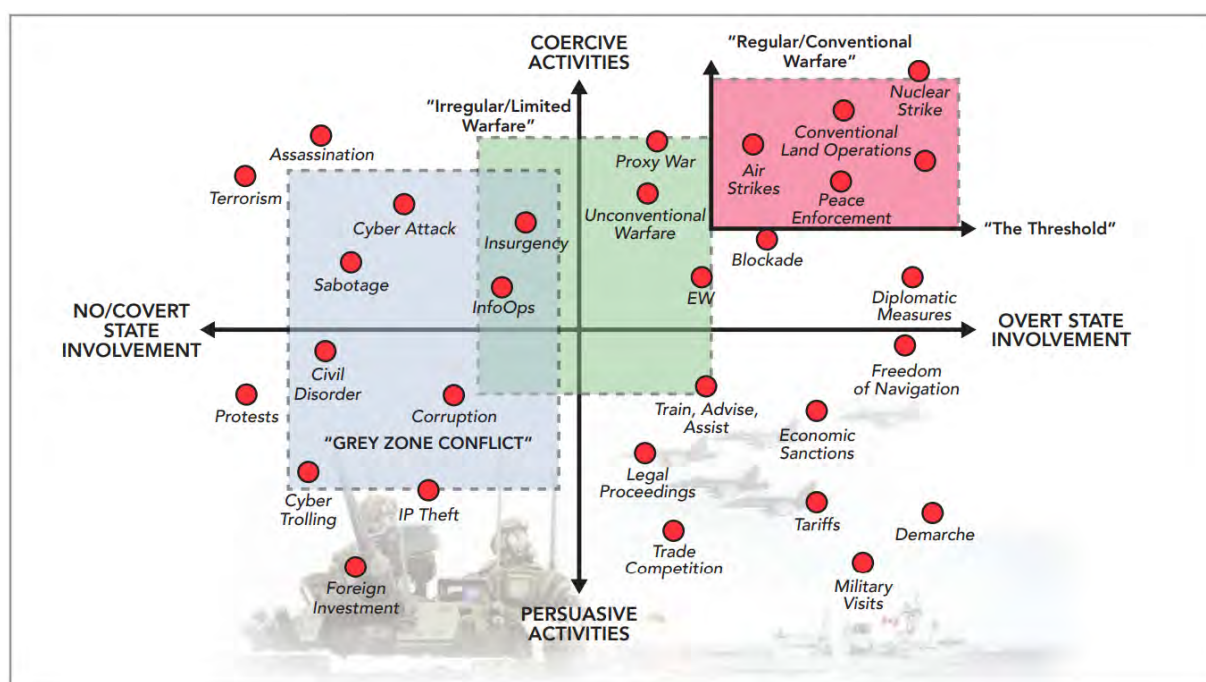 COERCIVE
ACTIVITIES
"Regular/Conventional
Warfare"
"Irregular/Limited
Warfare"
Nuclear
Strike
Assassination
Conventional
Land Operations
Proxy War
Air
Strikes
Terrorism
Peace
Enforcement
Cyber Attack
Unconventional
Warfare
Insurgency
"The Threshold"
Blockade
Sabotage
InfoOps
EW
Diplomatic
Measures
NO/COVERT
STATE
INVOLVEMENT
OVERT STATE
INVOLVEMENT
Civil
Disorder
Freedom
of Navigation
Protests
Corruption
Train, Advise,
Assist
Economic
Sanctions
"GREY ZONE CONFLICT"
Legal
Proceedings
Cyber
Trolling
IP Theft
Tariffs
Demarche
Trade
Competition
Foreign
Investment
Military
Visits
PERSUASIVE
ACTIVITIES